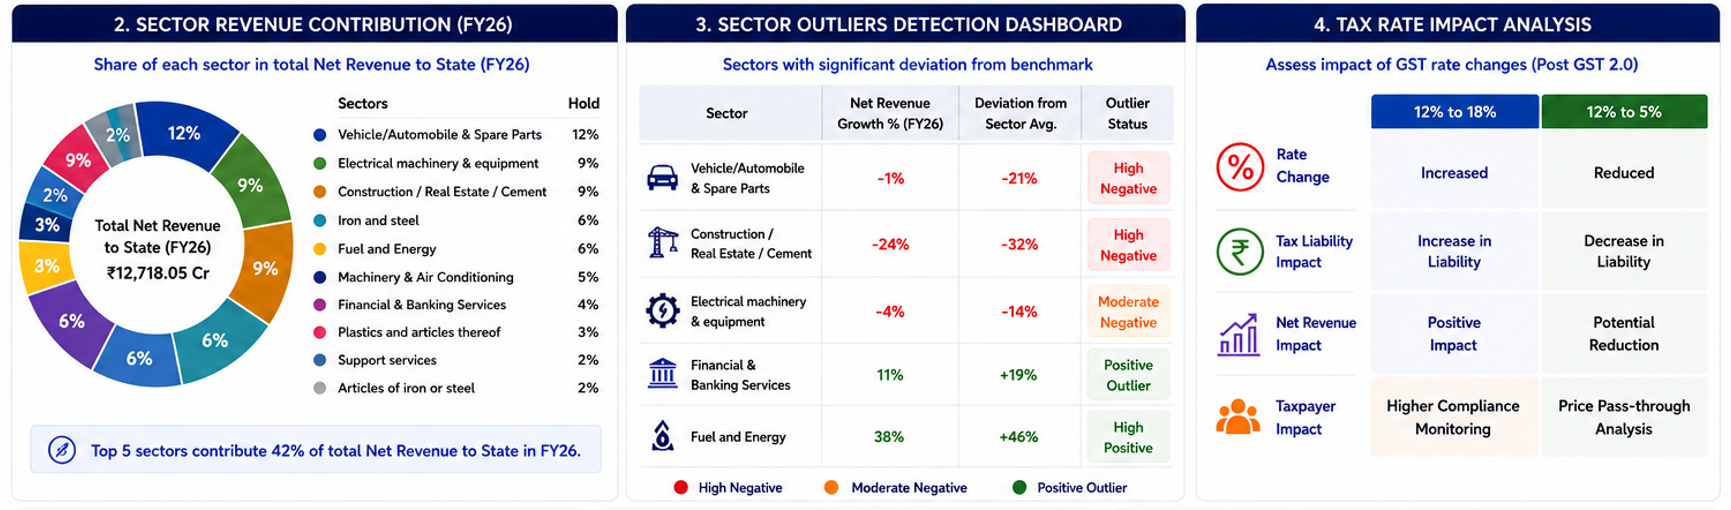 2. SECTOR REVENUE CONTRIBUTION (FY26)
Share of each sector in total Net Revenue to State (FY26)
12%
9%
9%
6%
6%
6%
3%
3%
2%
9%
2%
Total Net Revenue
to State (FY26)
₹12,718.05 Cr
Sectors Hold
Vehicle/Automobile & Spare Parts 12%
Electrical machinery & equipment 9%
Construction / Real Estate / Cement 9%
Iron and steel 6%
Fuel and Energy 6%
Machinery & Air Conditioning 5%
Financial & Banking Services 4%
Plastics and articles thereof 3%
Support services 2%
Articles of iron or steel 2%
Top 5 sectors contribute 42% of total Net Revenue to State in FY26.
3. SECTOR OUTLIERS DETECTION DASHBOARD
Sectors with significant deviation from benchmark
Sector
Net Revenue
Growth % (FY26)
Deviation from
Sector Avg.
Outlier
Status
Vehicle/Automobile
& Spare Parts
-1%
-21%
High
Negative
Construction /
Real Estate / Cement
-24%
-32%
High
Negative
Electrical machinery
& equipment
-4%
-14%
Moderate
Negative
Financial &
Banking Services
11%
+19%
Positive
Outlier
Fuel and Energy
38%
+46%
High
Positive
High Negative
Moderate Negative
Positive Outlier
4. TAX RATE IMPACT ANALYSIS
Assess impact of GST rate changes (Post GST 2.0)
12% to 18%
12% to 5%
%
Rate
Change
Increased
Reduced
₹
Tax Liability
Impact
Increase in
Liability
Decrease in
Liability
Net Revenue
Impact
Positive
Impact
Potential
Reduction
Taxpayer
Impact
Higher Compliance
Monitoring
Price Pass-through
Analysis